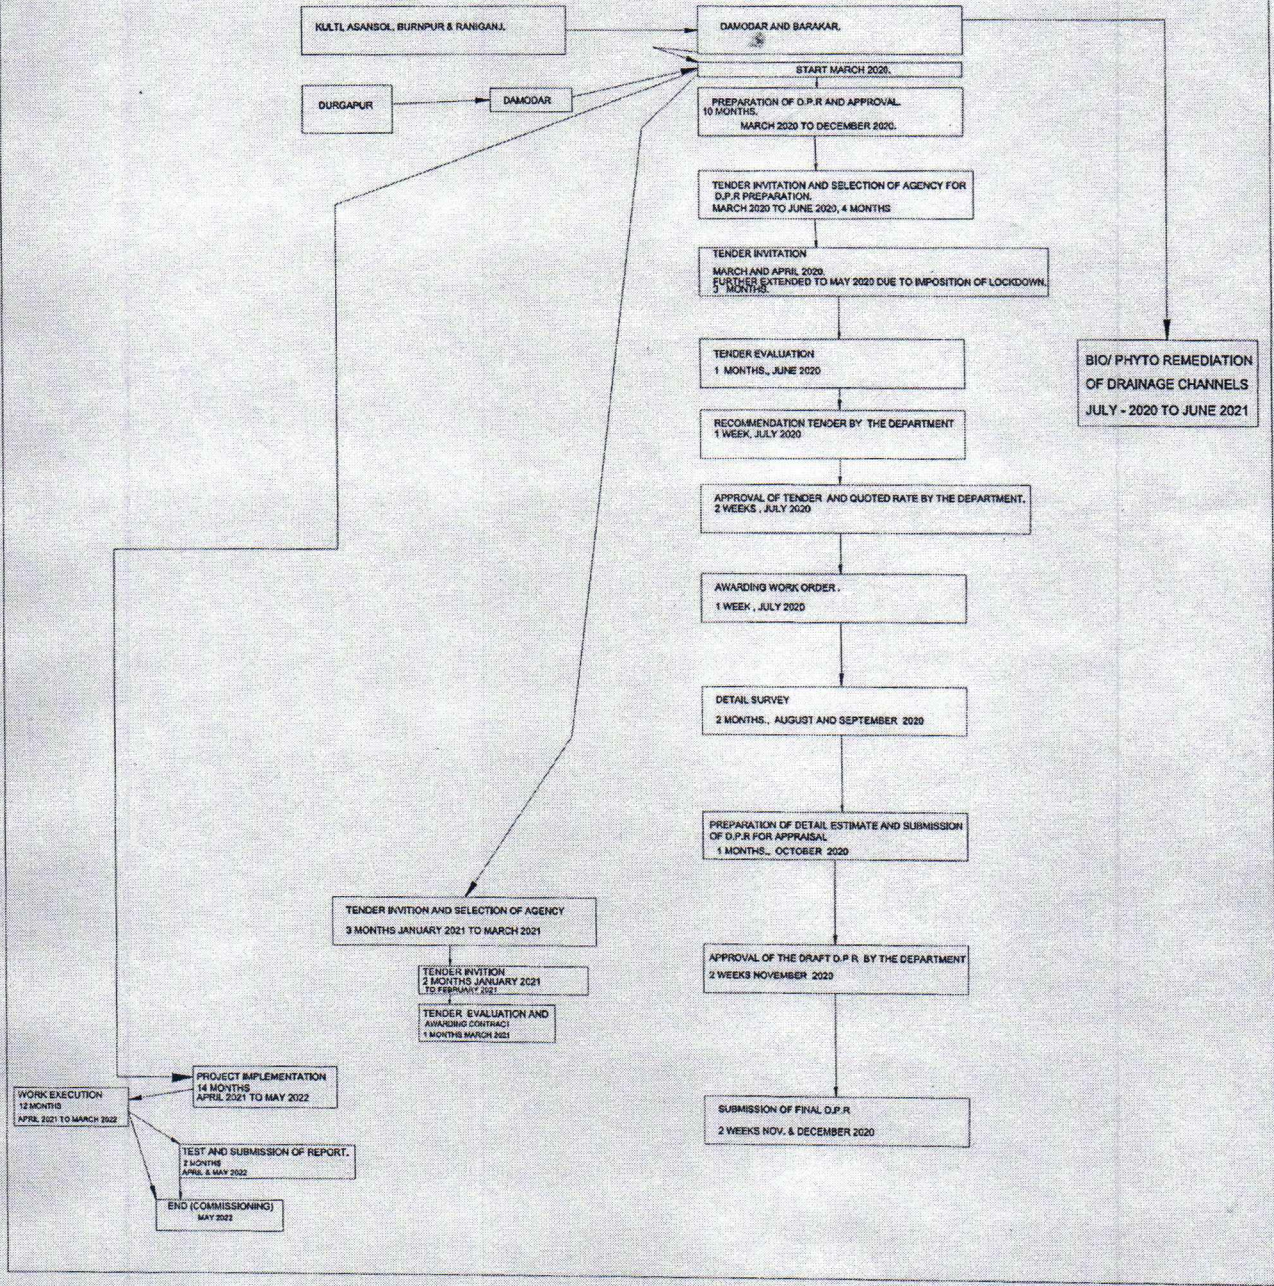 KULTI, ASANSOL, BURNPUR & RANIGANJ.
DAMODAR AND BARAKAR.
START MARCH 2020.
DURGAPUR
DAMODAR
PREPARATION OF D.P.R AND APPROVAL.
10 MONTHS.
MARCH 2020 TO DECEMBER 2020.
TENDER INVITATION AND SELECTION OF AGENCY FOR
D.P.R PREPARATION.
MARCH 2020 TO JUNE 2020, 4 MONTHS
TENDER INVITATION
MARCH AND APRIL 2020.
FURTHER EXTENDED TO MAY 2020 DUE TO IMPOSITION OF LOCKDOWN.
3 MONTHS.
TENDER EVALUATION
1 MONTHS., JUNE 2020
BIO/ PHYTO REMEDIATION
OF DRAINAGE CHANNELS
JULY - 2020 TO JUNE 2021
RECOMMENDATION TENDER BY THE DEPARTMENT
1 WEEK, JULY 2020
APPROVAL OF TENDER AND QUOTED RATE BY THE DEPARTMENT.
2 WEEKS , JULY 2020
AWARDING WORK ORDER .
1 WEEK , JULY 2020
DETAIL SURVEY
2 MONTHS., AUGUST AND SEPTEMBER 2020
PREPARATION OF DETAIL ESTIMATE AND SUBMISSION
OF D.P.R FOR APPRAISAL
1 MONTHS., OCTOBER 2020
TENDER INVITION AND SELECTION OF AGENCY
3 MONTHS JANUARY 2021 TO MARCH 2021
APPROVAL OF THE DRAFT D.P.R. BY THE DEPARTMENT
2 WEEKS NOVEMBER 2020
TENDER INVITION
2 MONTHS JANUARY 2021
TO FEBRUARY 2021
TENDER EVALUATION AND
AWARDING CONTRACT
1 MONTHS MARCH 2021
PROJECT IMPLEMENTATION
14 MONTHS
APRIL 2021 TO MAY 2022
WORK EXECUTION
12 MONTHS
APRIL 2021 TO MARCH 2022
SUBMISSION OF FINAL D.P.R
2 WEEKS NOV. & DECEMBER 2020
TEST AND SUBMISSION OF REPORT.
2 MONTHS
APRIL & MAY 2022
END (COMMISSIONING)
MAY 2022